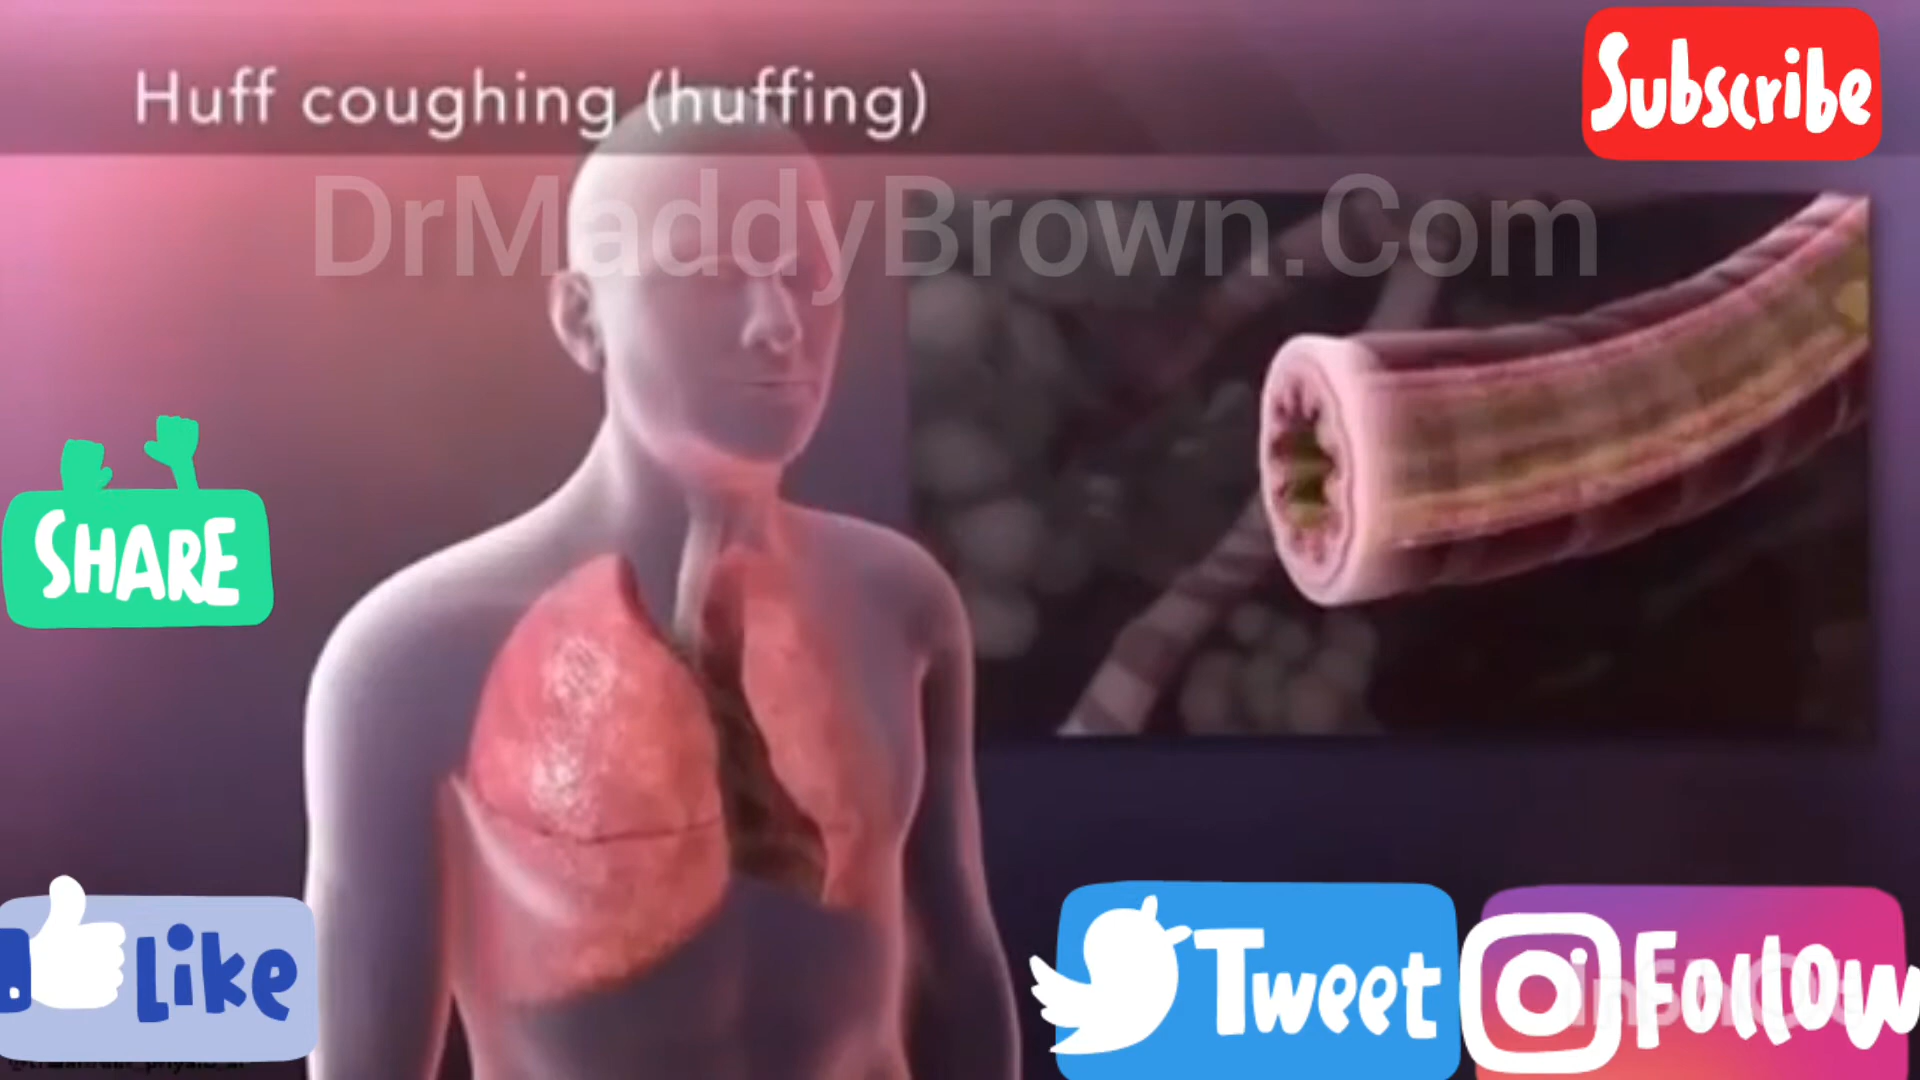 Huff coughing (huffing)
Subscribe
DrMaddyBrown.Com
SHARE
Like
Tweet
Follow